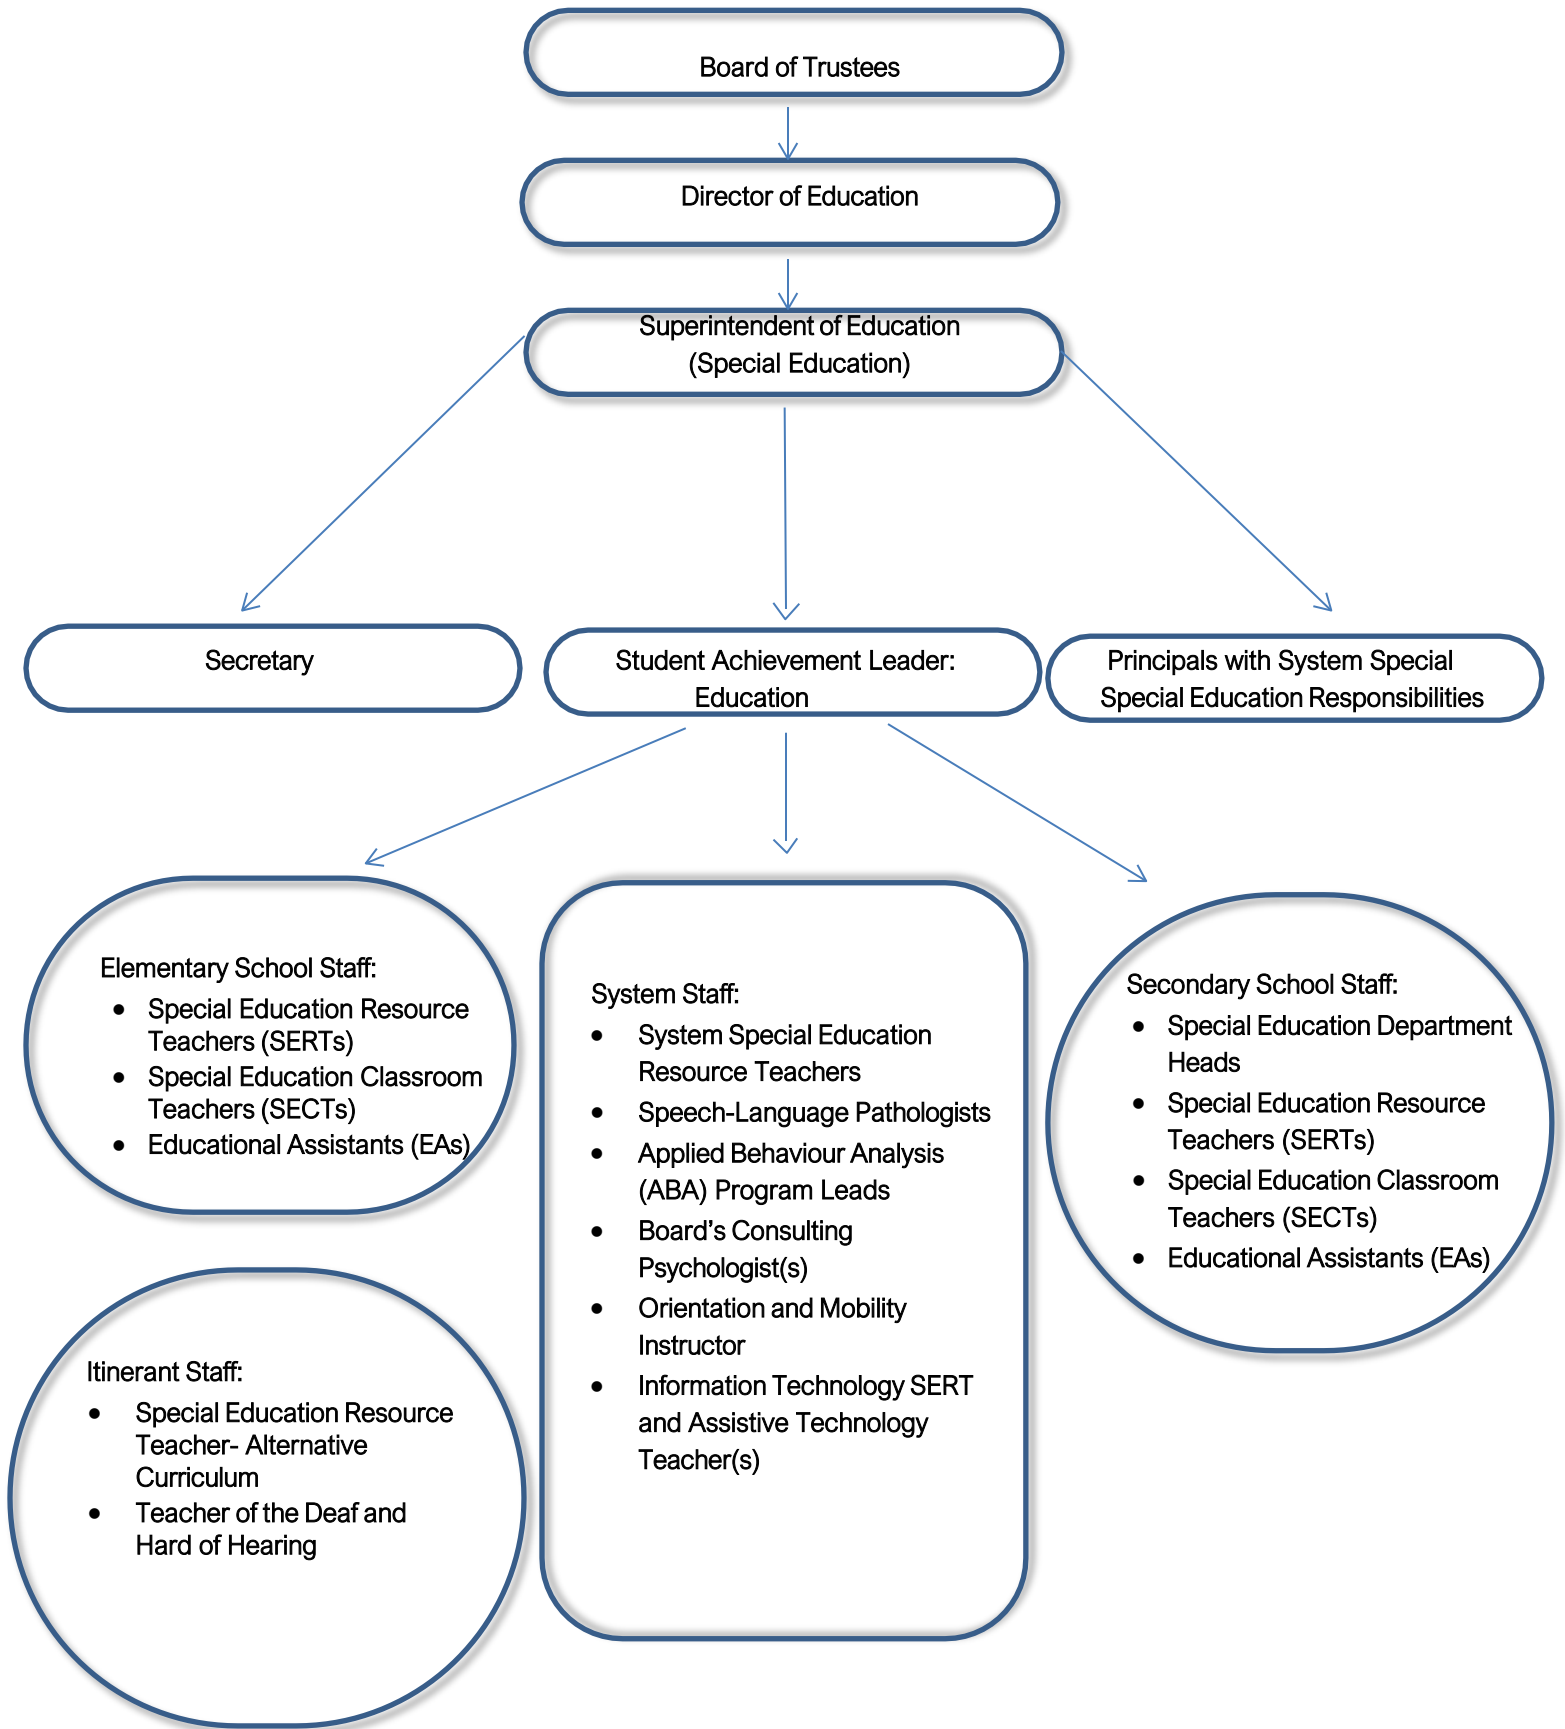 Board of Trustees
Director of Education
Superintendent of Education
(Special Education)
Secretary
Student Achievement Leader:
Education
Principals with System Special
Special Education Responsibilities
Elementary School Staff:
• Special Education Resource
Teachers (SERTs)
• Special Education Classroom
Teachers (SECTs)
• Educational Assistants (EAs)
System Staff:
• System Special Education
Resource Teachers
• Speech-Language Pathologists
• Applied Behaviour Analysis
(ABA) Program Leads
• Board’s Consulting
Psychologist(s)
• Orientation and Mobility
Instructor
• Information Technology SERT
and Assistive Technology
Teacher(s)
Secondary School Staff:
• Special Education Department
Heads
• Special Education Resource
Teachers (SERTs)
• Special Education Classroom
Teachers (SECTs)
• Educational Assistants (EAs)
Itinerant Staff:
• Special Education Resource
Teacher- Alternative
Curriculum
• Teacher of the Deaf and
Hard of Hearing